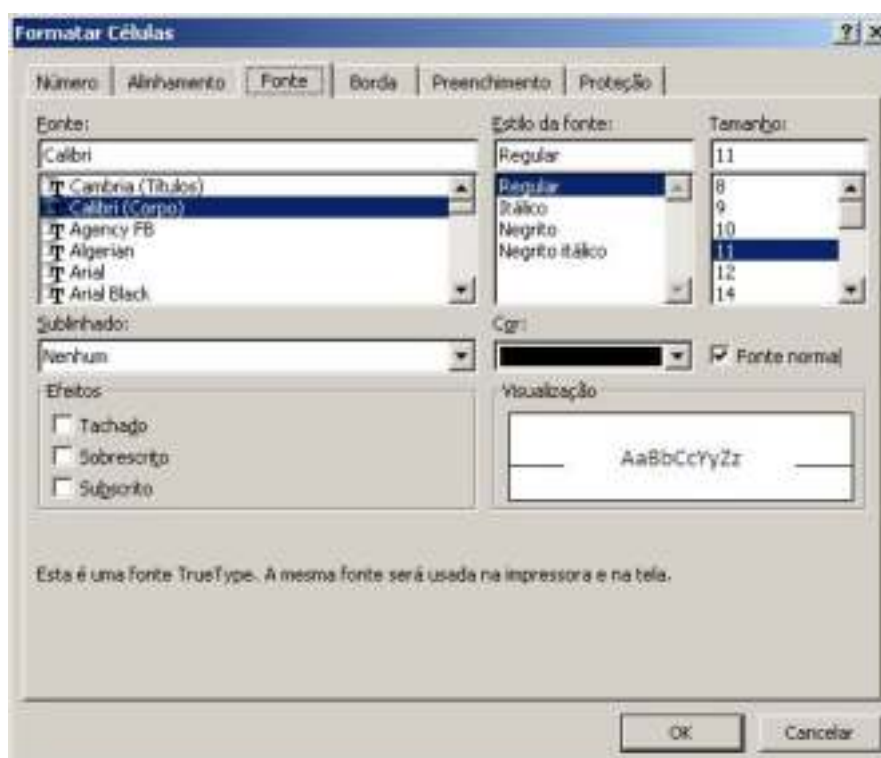 Formatar Células
Número Alinhamento Fonte Borda Preenchimento Proteção
Fonte: Estilo da fonte: Tamanho:
Calibri Regular 11
Cambria (Títulos) Regular 8
Calibri (Corpo) Itálico 9
Agency FB Negrito 10
Algerian Negrito itálico 11
Arial 12
Arial Black 14
Sublinhado: Cor:
Nenhum Fonte normal
Efeitos Visualização
Tachado
Sobrescrito AaBbCcYyZz
Subscrito
Esta é uma fonte TrueType. A mesma fonte será usada na impressora e na tela.
OK Cancelar